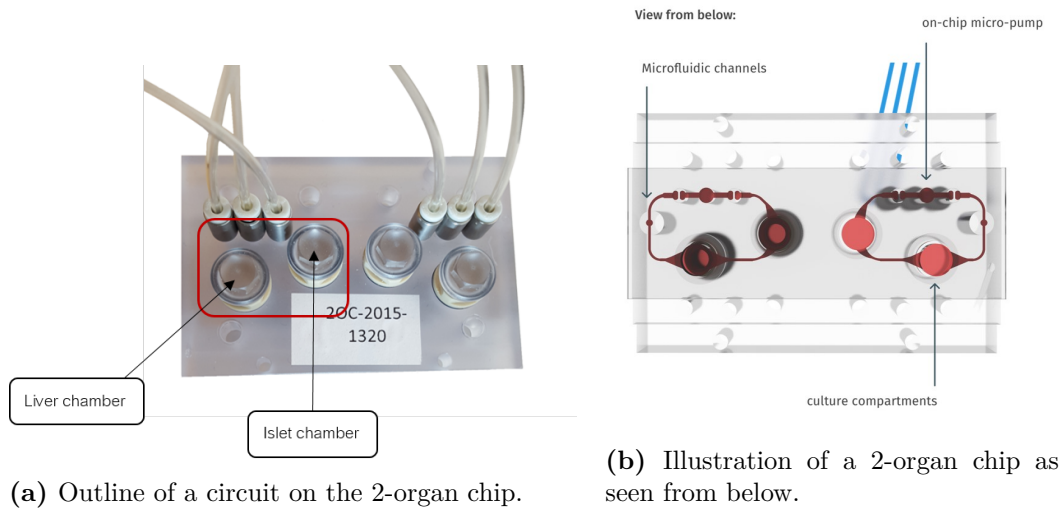 View from below:
on-chip micro-pump
Microfluidic channels
2OC-2015-
1320
Liver chamber
Islet chamber
culture compartments
(a) Outline of a circuit on the 2-organ chip.
(b) Illustration of a 2-organ chip as
seen from below.